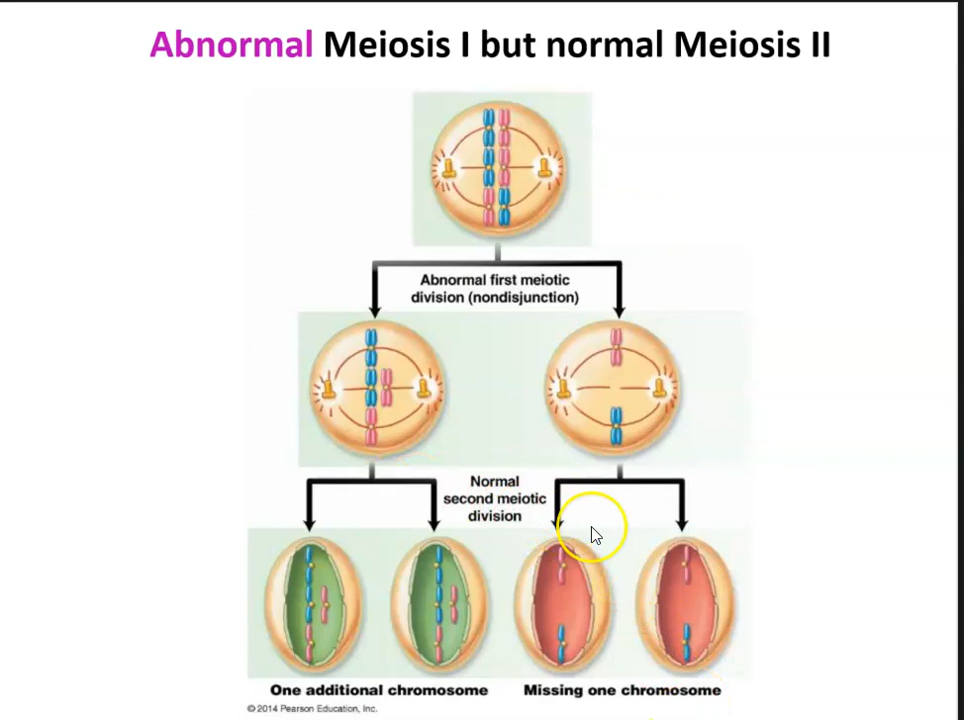 Abnormal Meiosis I but normal Meiosis II
Abnormal first meiotic
division (nondisjunction)
Normal
second meiotic
division
One additional chromosome
Missing one chromosome
© 2014 Pearson Education, Inc.